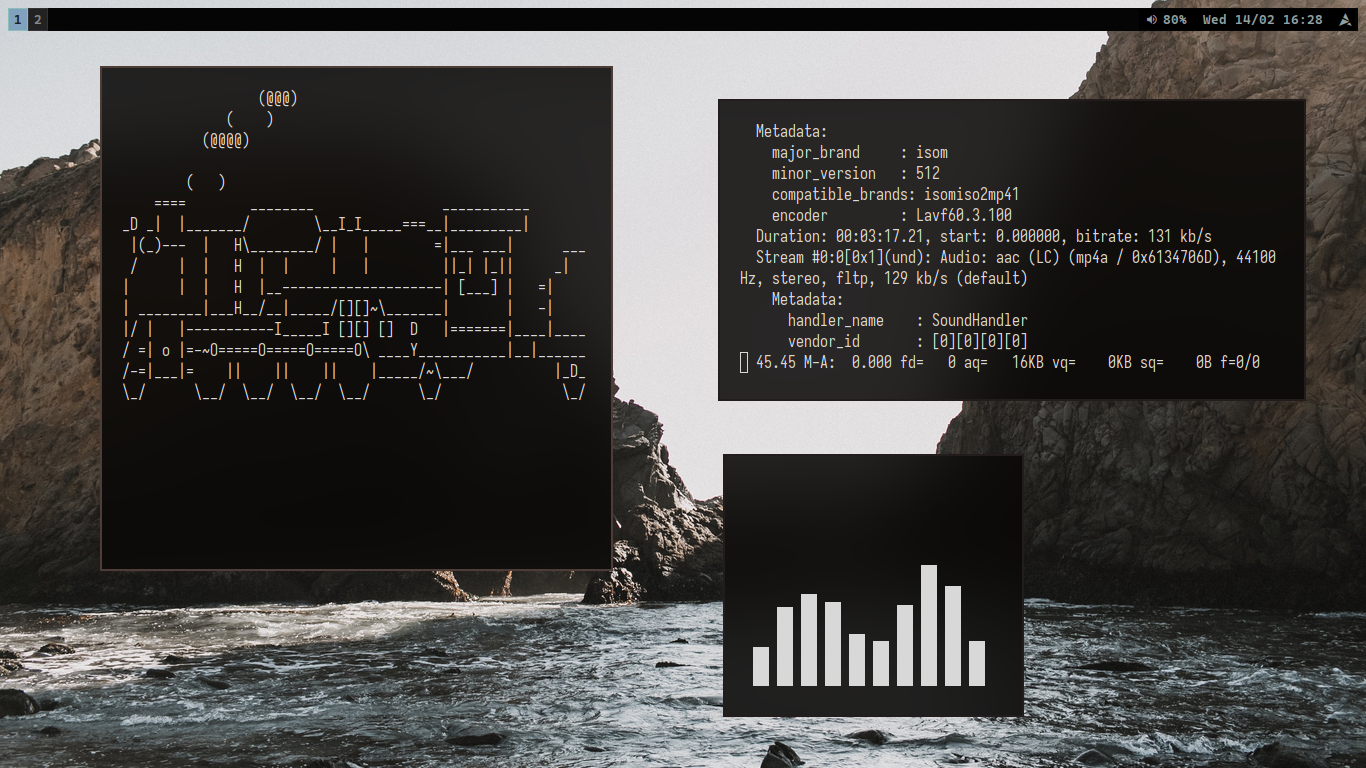 1 2 80% Wed 14/02 16:28
                 (@@@)
             (    )
          (@@@@)

        (   )
    ====        ________                ___________
_D _|  |_______/        \__I_I_____===__|_________|
 |(_)---  |   H\________/ |   |        =|___ ___|      ___
 /     |  |   H  |  |     |   |         ||_| |_||     _|
|      |  |   H  |__--------------------| [___] |   =|
| ________|___H__/__|_____/[][]~\_______|       |   -|
|/ |   |-----------I_____I [][] []  D   |=======|____|____
/ =| o |=-~O=====O=====O=====O\ ____Y___________|__|______
/-=|___|=    ||    ||    ||    |_____/~\___/          |_D_
\_/      \__/  \__/  \__/  \__/      \_/               \_/
Metadata:
major_brand     : isom
minor_version   : 512
compatible_brands: isomiso2mp41
encoder         : Lavf60.3.100
Duration: 00:03:17.21, start: 0.000000, bitrate: 131 kb/s
Stream #0:0[0x1](und): Audio: aac (LC) (mp4a / 0x6134706D), 44100
Hz, stereo, fltp, 129 kb/s (default)
Metadata:
handler_name    : SoundHandler
vendor_id       : [0][0][0][0]
45.45 M-A:  0.000 fd=   0 aq=   16KB vq=    0KB sq=    0B f=0/0